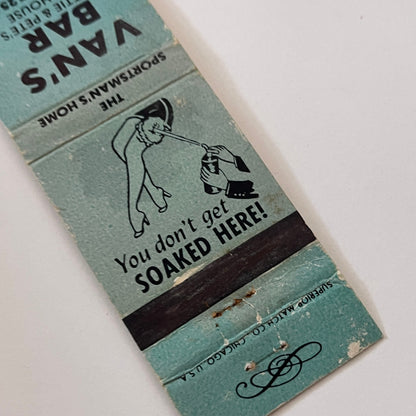 VAN'S
BAR
THE
SPORTSMAN'S HOME
You don't get
SOAKED HERE!
SUPERIOR MATCH CO., CHICAGO, U.S.A.